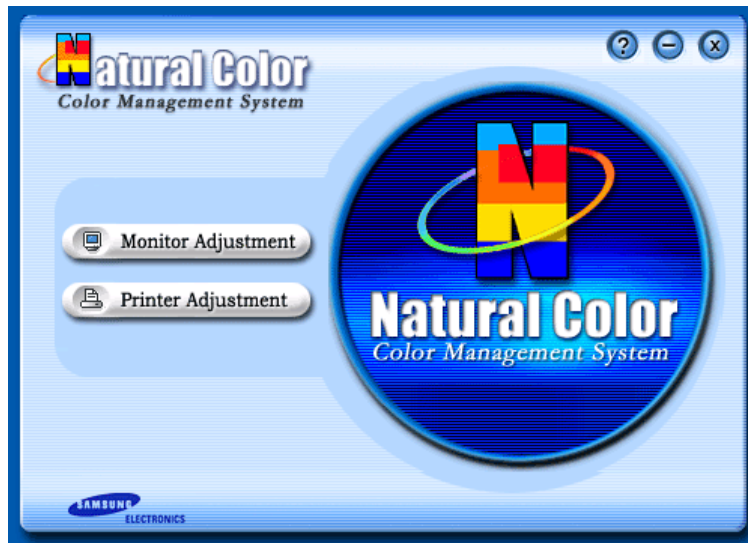 Natural Color
Color Management System
?
–
x
Monitor Adjustment
Printer Adjustment
N
Natural Color
Color Management System
SAMSUNG
ELECTRONICS